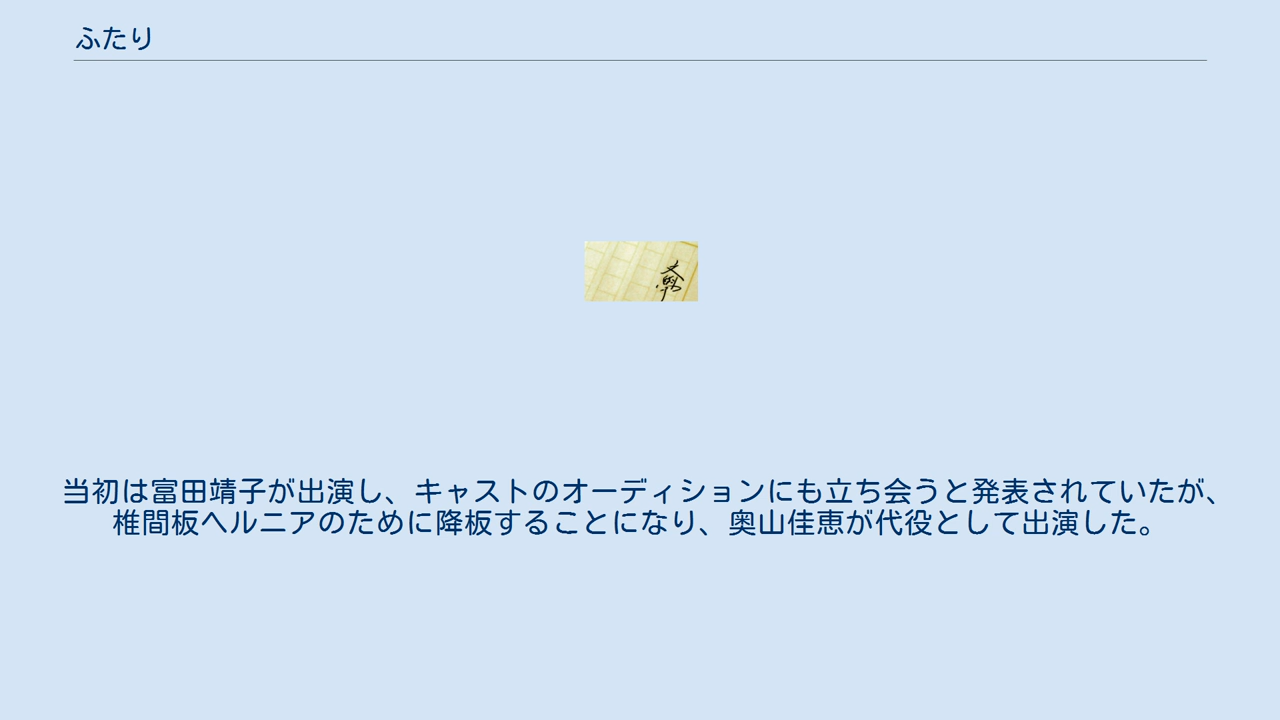 ふたり
当初は富田靖子が出演し、キャストのオーディションにも立ち会うと発表されていたが、
椎間板ヘルニアのために降板することになり、奥山佳恵が代役として出演した。